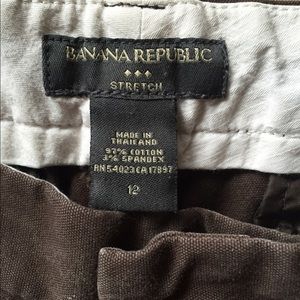 BANANA REPUBLIC
STRETCH
MADE IN
THAILAND
97% COTTON
3% SPANDEX
RN 54023 CA 17897
12